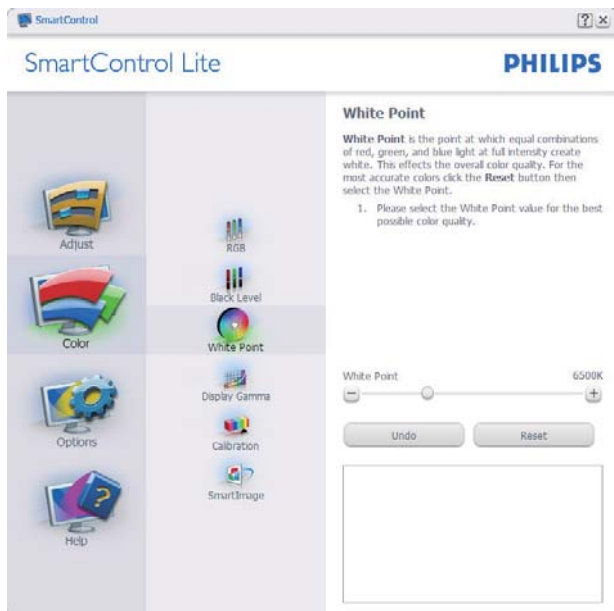 SmartControl
SmartControl Lite
PHILIPS
Adjust
Color
Options
Help
RGB
Black Level
White Point
Display Gamma
Calibration
SmartImage
White Point
White Point is the point at which equal combinations
of red, green, and blue light at full intensity create
white. This effects the overall color quality. For the
most accurate colors click the Reset button then
select the White Point.
1. Please select the White Point value for the best
possible color quality.
White Point 6500K
Undo Reset